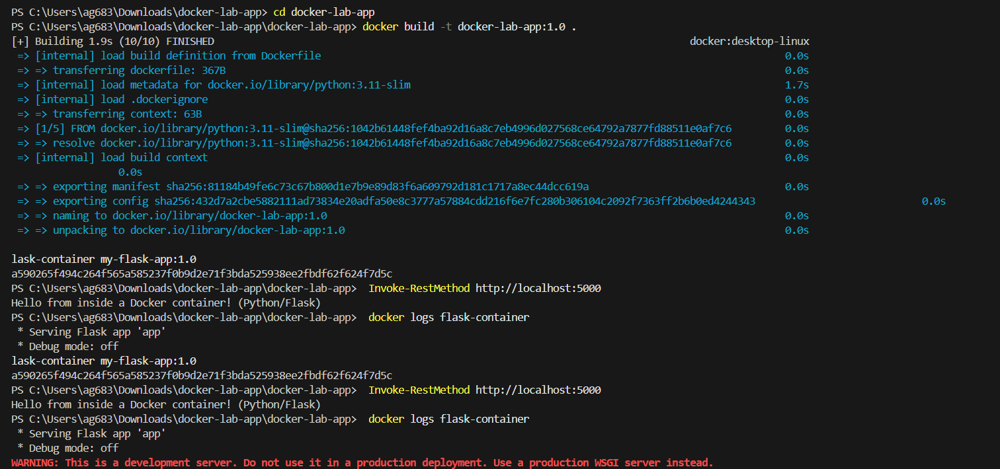 PS C:\Users\ag683\Downloads\docker-lab-app> cd docker-lab-app
PS C:\Users\ag683\Downloads\docker-lab-app\docker-lab-app> docker build -t docker-lab-app:1.0 .
[+] Building 1.9s (10/10) FINISHED docker:desktop-linux
=> [internal] load build definition from Dockerfile 0.0s
=> => transferring dockerfile: 367B 0.0s
=> [internal] load metadata for docker.io/library/python:3.11-slim 1.7s
=> [internal] load .dockerignore 0.0s
=> => transferring context: 63B 0.0s
=> [1/5] FROM docker.io/library/python:3.11-slim@sha256:1042b61448fef4ba92d16a8c7eb4996d027568ce64792a7877fd88511e0af7c6 0.0s
=> => resolve docker.io/library/python:3.11-slim@sha256:1042b61448fef4ba92d16a8c7eb4996d027568ce64792a7877fd88511e0af7c6 0.0s
=> [internal] load build context 0.0s
0.0s
=> => exporting manifest sha256:81184b49fe6c73c67b800d1e7b9e89d83f6a609792d181c1717a8ec44dcc619a 0.0s
=> => exporting config sha256:432d7a2cbe5882111ad73834e20adfa50e8c3777a57884cdd216f6e7fc280b306104c2092f7363ff2b6b0ed4244343 0.0s
=> => naming to docker.io/library/docker-lab-app:1.0 0.0s
=> => unpacking to docker.io/library/docker-lab-app:1.0 0.0s
lask-container my-flask-app:1.0
a590265f494c264f565a585237f0b9d2e71f3bda525938ee2fbdf62f624f7d5c
PS C:\Users\ag683\Downloads\docker-lab-app\docker-lab-app> Invoke-RestMethod http://localhost:5000
Hello from inside a Docker container! (Python/Flask)
PS C:\Users\ag683\Downloads\docker-lab-app\docker-lab-app> docker logs flask-container
* Serving Flask app 'app'
* Debug mode: off
lask-container my-flask-app:1.0
a590265f494c264f565a585237f0b9d2e71f3bda525938ee2fbdf62f624f7d5c
PS C:\Users\ag683\Downloads\docker-lab-app\docker-lab-app> Invoke-RestMethod http://localhost:5000
Hello from inside a Docker container! (Python/Flask)
PS C:\Users\ag683\Downloads\docker-lab-app\docker-lab-app> docker logs flask-container
* Serving Flask app 'app'
* Debug mode: off
WARNING: This is a development server. Do not use it in a production deployment. Use a production WSGI server instead.